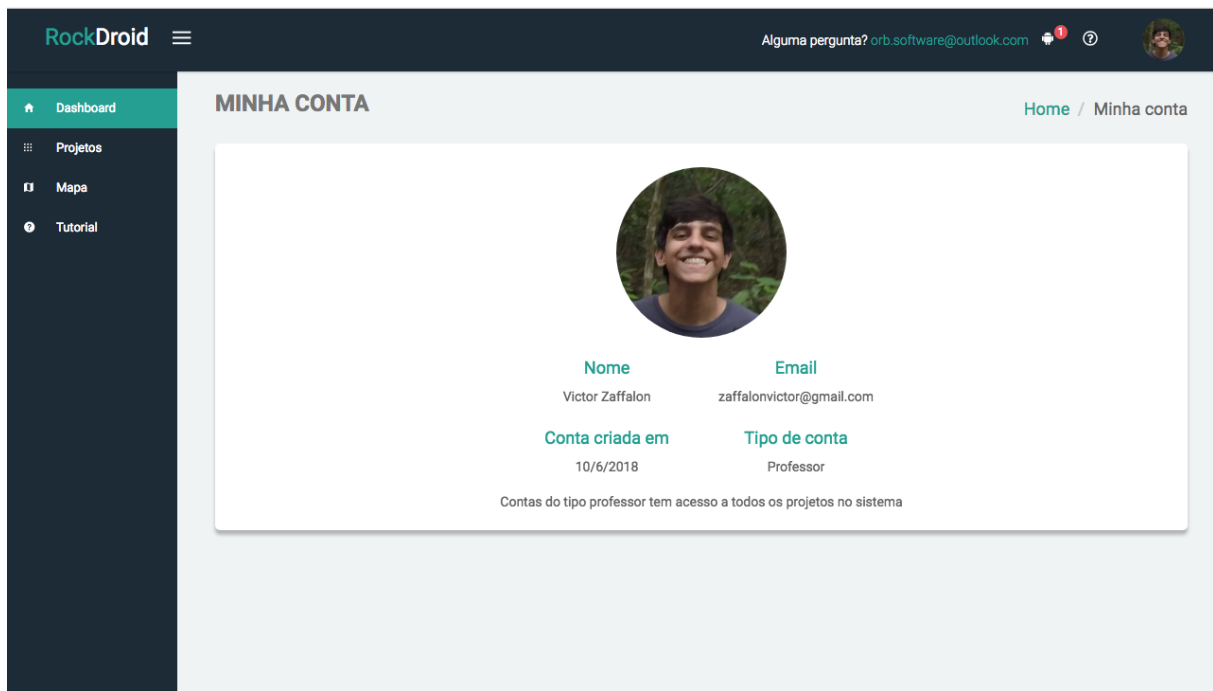 RockDroid
Alguma pergunta? orb.software@outlook.com
1
Dashboard
Projetos
Mapa
Tutorial
MINHA CONTA
Home / Minha conta
Nome
Email
Victor Zaffalon
zaffalonvictor@gmail.com
Conta criada em
Tipo de conta
10/6/2018
Professor
Contas do tipo professor tem acesso a todos os projetos no sistema